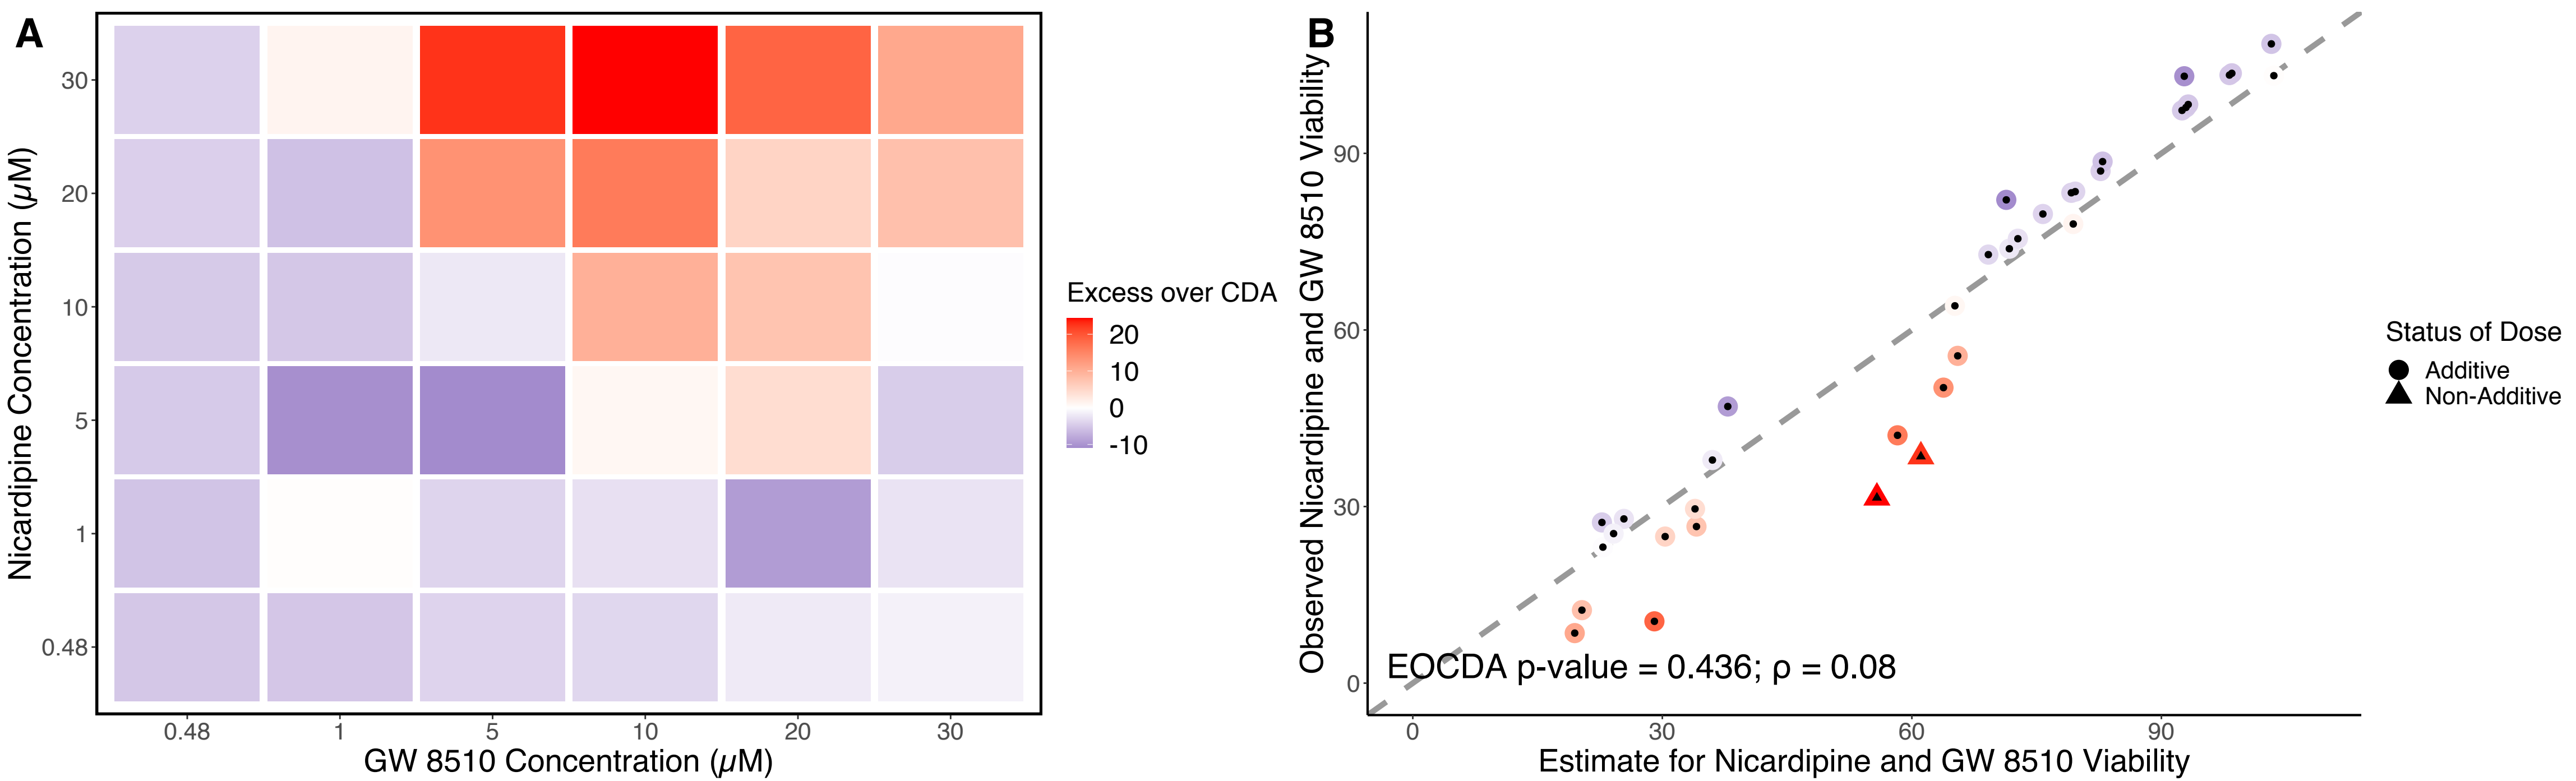 A
Nicardipine Concentration (µM)
30
20
10
5
1
0.48
0.48 1 5 10 20 30
GW 8510 Concentration (µM)
Excess over CDA
20
10
0
-10
B
Observed Nicardipine and GW 8510 Viability
90
60
30
0
EOCDA p-value = 0.436; ρ = 0.08
0 30 60 90
Estimate for Nicardipine and GW 8510 Viability
Status of Dose
Additive
Non-Additive